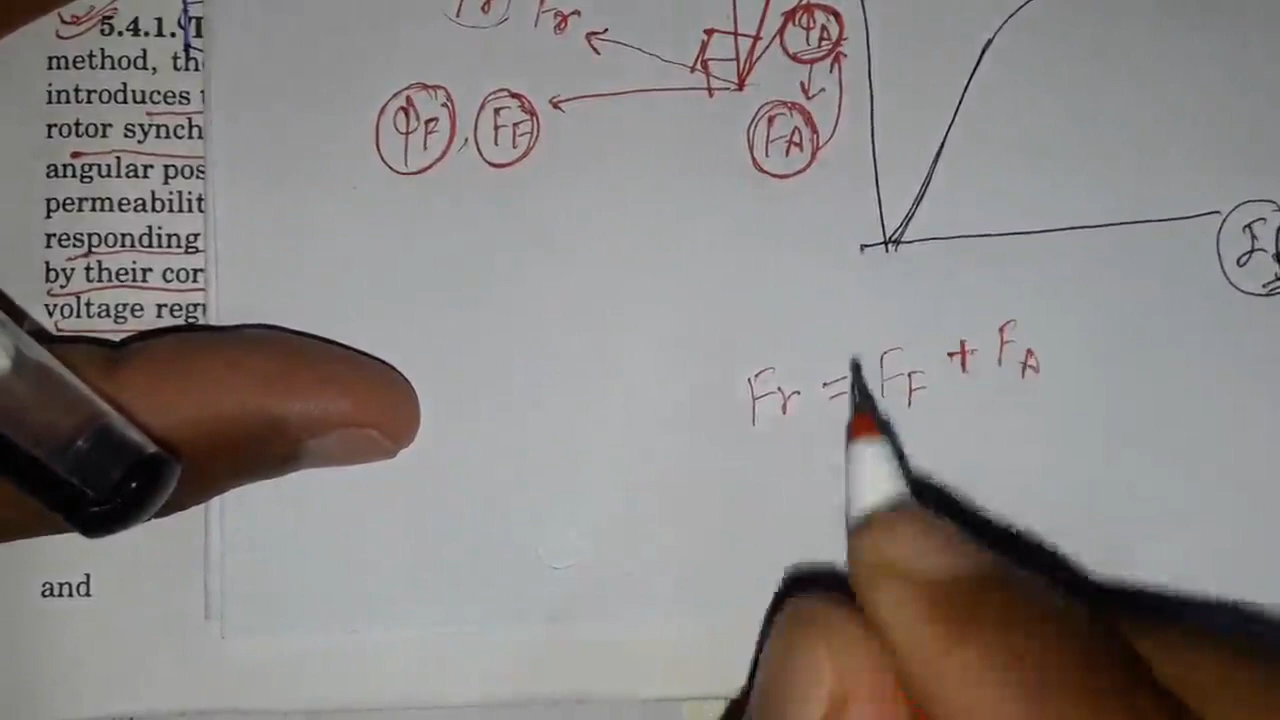 5.4.1.
method, th
introduces
rotor synch
angular pos
permeabilit
responding
by their cor
voltage reg
and
Fr
φA
φF, FF
FA
Fr = FF + FA